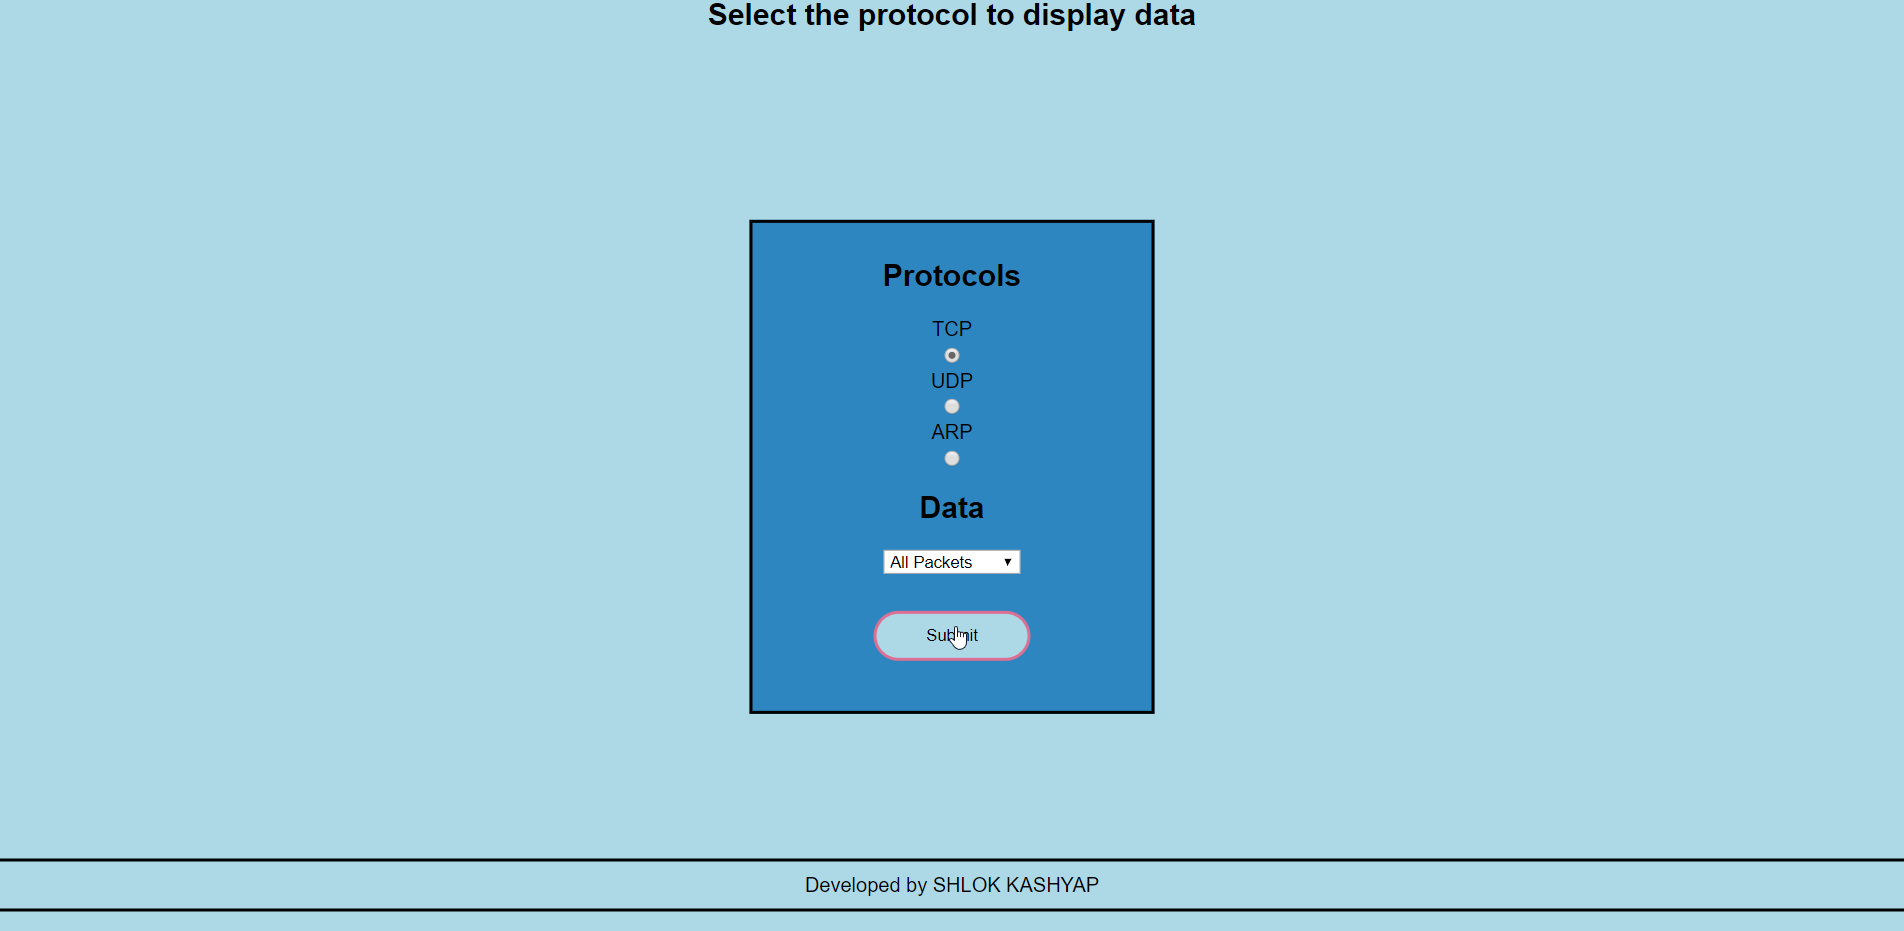 Select the protocol to display data
Protocols
TCP
UDP
ARP
Data
All Packets
Submit
Developed by SHLOK KASHYAP